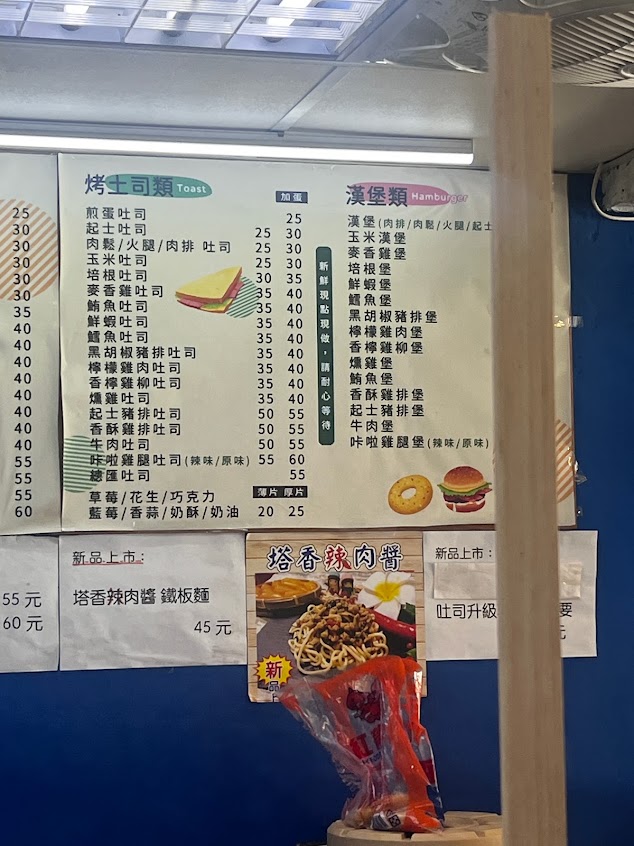 25
30
30
30
30
30
35
40
40
40
40
40
40
40
40
55
55
55
60
烤土司類 Toast
加蛋
煎蛋吐司 25
起士吐司 25 30
肉鬆/火腿/肉排 吐司 25 30
玉米吐司 25 30
培根吐司 30 35
麥香雞吐司 35 40
鮪魚吐司 35 40
鮮蝦吐司 35 40
鱈魚吐司 35 40
黑胡椒豬排吐司 35 40
檸檬雞肉吐司 35 40
香檸雞柳吐司 35 40
燻雞吐司 35 40
起士豬排吐司 50 55
香酥雞排吐司 50 55
牛肉吐司 50 55
咔啦雞腿吐司(辣味/原味) 55 60
總匯吐司 55
薄片 厚片
草莓/花生/巧克力
藍莓/香蒜/奶酥/奶油 20 25
新鮮現點現做，請耐心等待
漢堡類 Hamburger
漢堡(肉排/肉鬆/火腿/起士
玉米漢堡
麥香雞堡
培根堡
鮮蝦堡
鱈魚堡
黑胡椒豬排堡
檸檬雞肉堡
香檸雞柳堡
燻雞堡
鮪魚堡
香酥雞排堡
起士豬排堡
牛肉堡
咔啦雞腿堡(辣味/原味)
55 元
60 元
新品上市：
塔香辣肉醬 鐵板麵
45 元
塔香辣肉醬
新
品
新品上市：
吐司升級 要
元